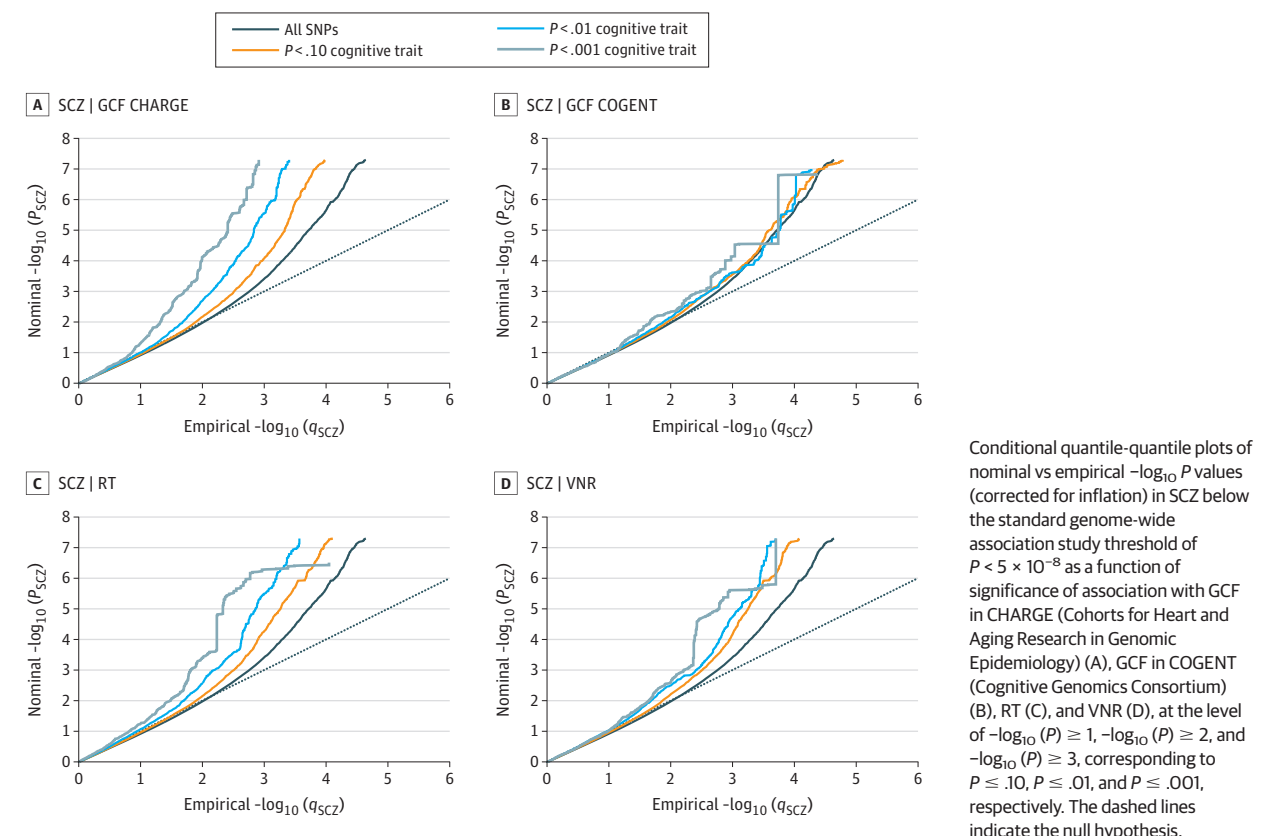 All SNPs
P < .10 cognitive trait
P < .01 cognitive trait
P < .001 cognitive trait
A SCZ | GCF CHARGE
8
7
6
5
4
3
2
1
0
Nominal -log10 (PSCZ)
0 1 2 3 4 5 6
Empirical -log10 (qSCZ)
B SCZ | GCF COGENT
8
7
6
5
4
3
2
1
0
Nominal -log10 (PSCZ)
0 1 2 3 4 5 6
Empirical -log10 (qSCZ)
C SCZ | RT
8
7
6
5
4
3
2
1
0
Nominal -log10 (PSCZ)
0 1 2 3 4 5 6
Empirical -log10 (qSCZ)
D SCZ | VNR
8
7
6
5
4
3
2
1
0
Nominal -log10 (PSCZ)
0 1 2 3 4 5 6
Empirical -log10 (qSCZ)
Conditional quantile-quantile plots of
nominal vs empirical −log10 P values
(corrected for inflation) in SCZ below
the standard genome-wide
association study threshold of
P < 5 × 10−8 as a function of
significance of association with GCF
in CHARGE (Cohorts for Heart and
Aging Research in Genomic
Epidemiology) (A), GCF in COGENT
(Cognitive Genomics Consortium)
(B), RT (C), and VNR (D), at the level
of −log10 (P) ≥ 1, −log10 (P) ≥ 2, and
−log10 (P) ≥ 3, corresponding to
P ≤ .10, P ≤ .01, and P ≤ .001,
respectively. The dashed lines
indicate the null hypothesis.